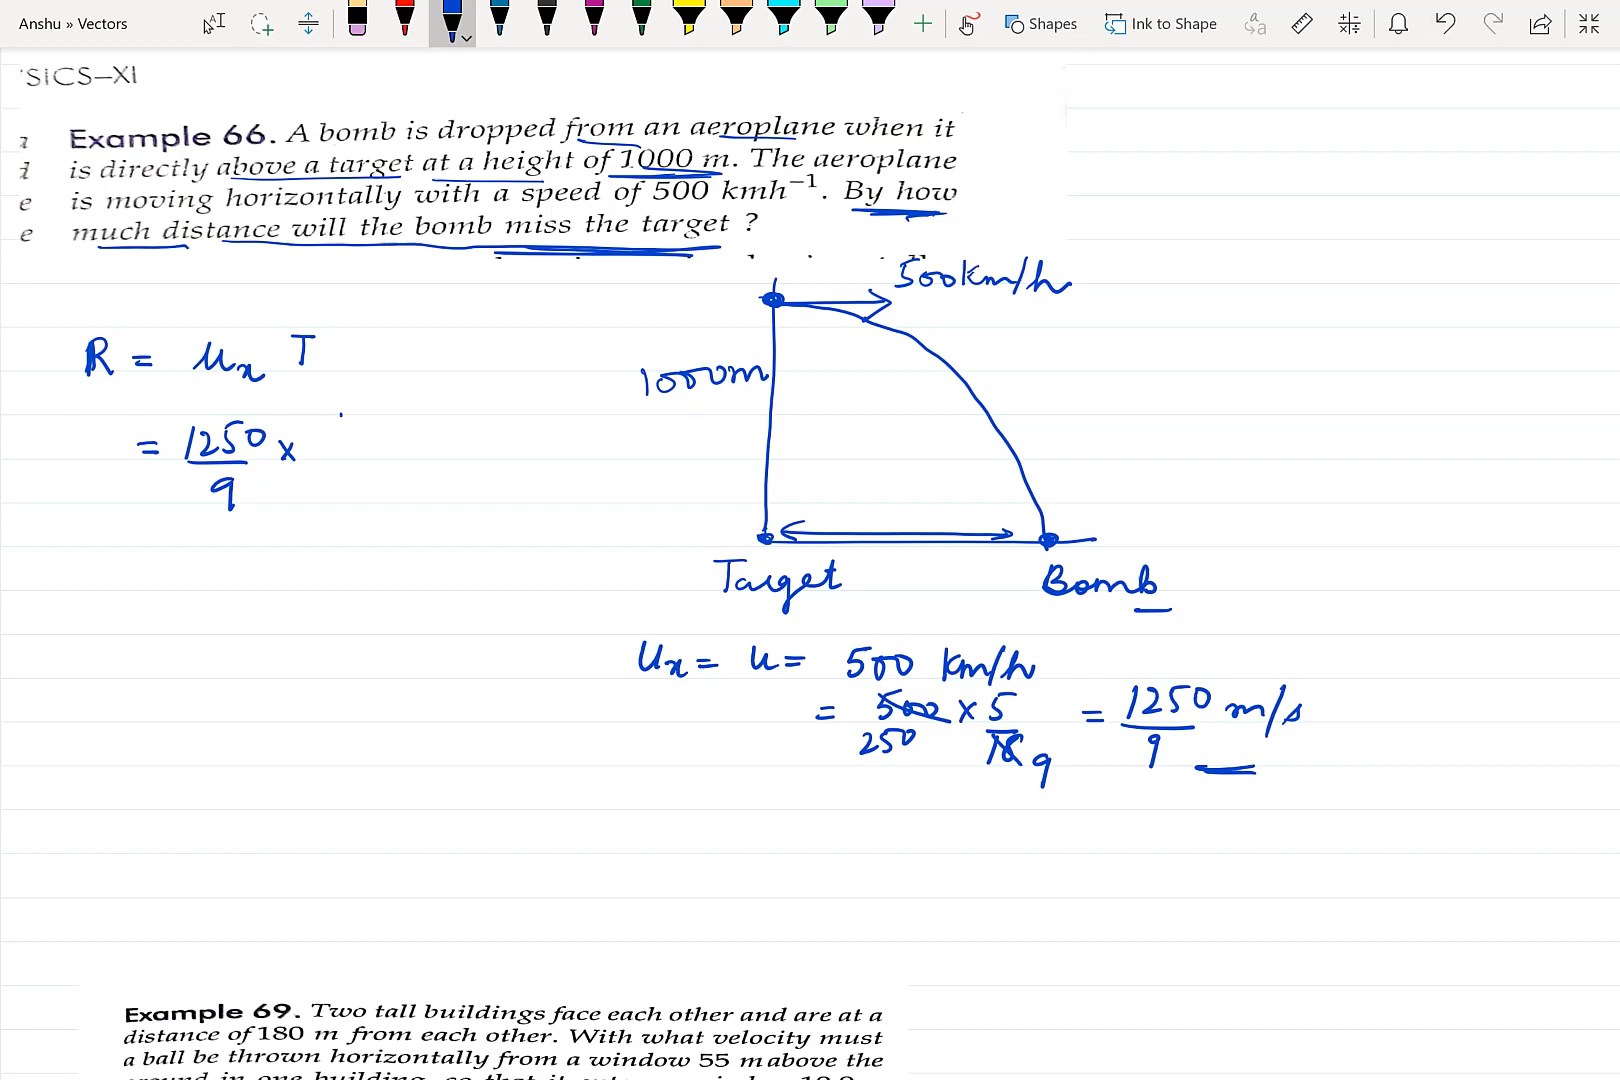 Anshu » Vectors
Shapes
Ink to Shape
SICS–XI
Example 66. A bomb is dropped from an aeroplane when it
is directly above a target at a height of 1000 m. The aeroplane
e is moving horizontally with a speed of 500 kmh⁻¹. By how
e much distance will the bomb miss the target ?
500km/h
R = uₓ T
1000m
= 1250/9 ×
Target
Bomb
Uₓ = u = 500 km/h
= 500 × 5/18 = 1250/9 m/s
250 9
Example 69. Two tall buildings face each other and are at a
distance of 180 m from each other. With what velocity must
a ball be thrown horizontally from a window 55 m above the